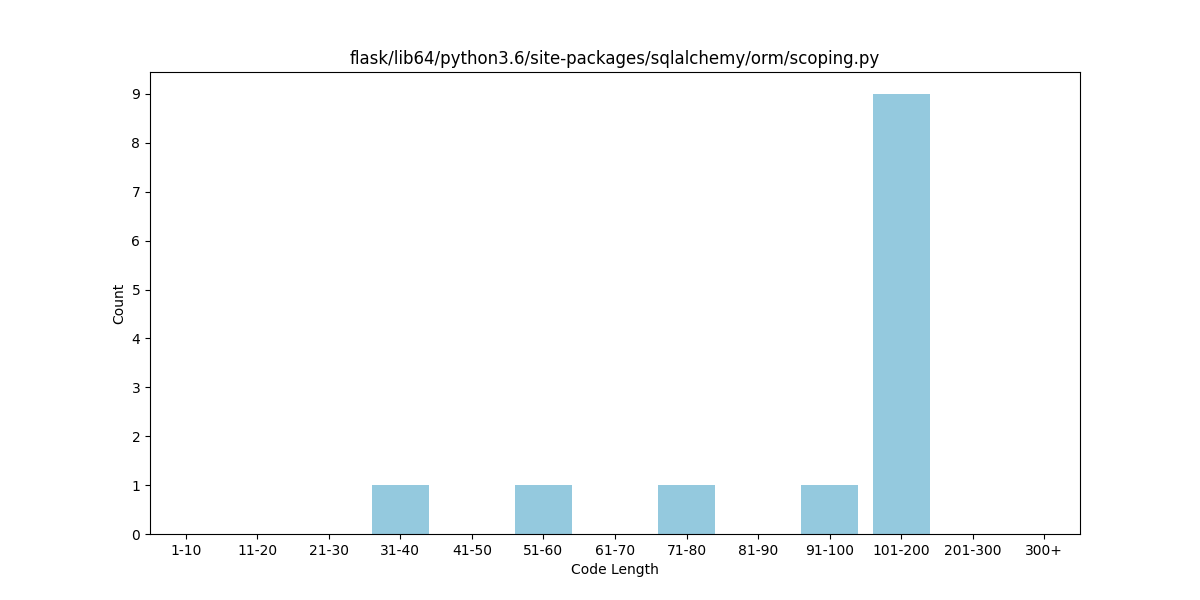 flask/lib64/python3.6/site-packages/sqlalchemy/orm/scoping.py
9
8
7
6
5
4
3
2
1
0
Count
1-10 11-20 21-30 31-40 41-50 51-60 61-70 71-80 81-90 91-100 101-200 201-300 300+
Code Length